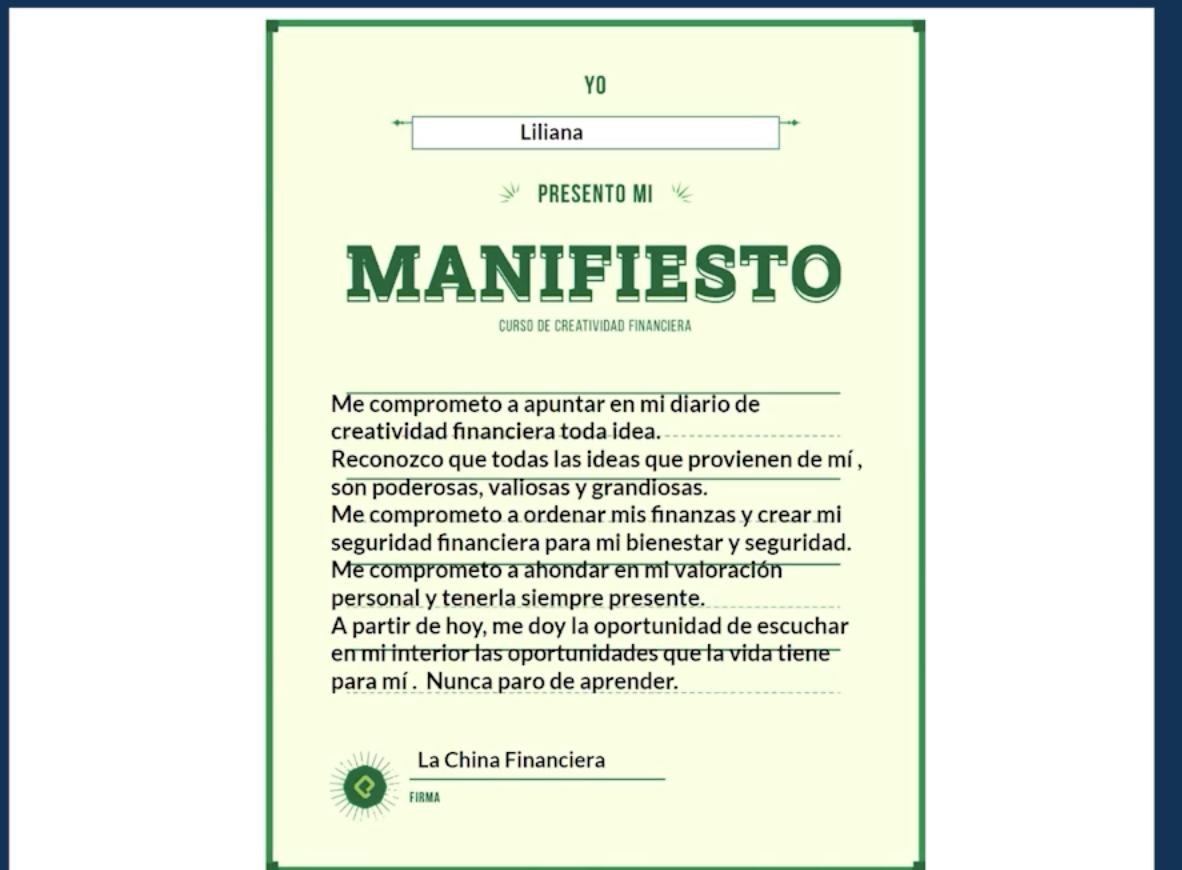 YO
Liliana
PRESENTO MI
MANIFIESTO
CURSO DE CREATIVIDAD FINANCIERA
Me comprometo a apuntar en mi diario de
creatividad financiera toda idea.
Reconozco que todas las ideas que provienen de mí ,
son poderosas, valiosas y grandiosas.
Me comprometo a ordenar mis finanzas y crear mi
seguridad financiera para mi bienestar y seguridad.
Me comprometo a ahondar en mi valoración
personal y tenerla siempre presente.
A partir de hoy, me doy la oportunidad de escuchar
en mi interior las oportunidades que la vida tiene
para mí .  Nunca paro de aprender.
La China Financiera
FIRMA